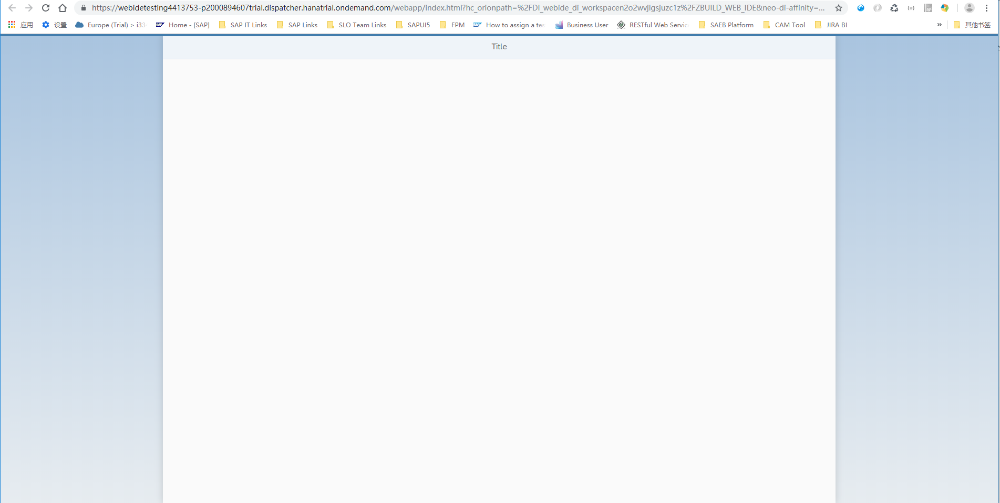 https://webidetesting4413753-p2000894607trial.dispatcher.hanatrial.ondemand.com/webapp/index.html?hc_orionpath=%2FDI_webide_di_workspacen2o2wvjlgsjuzc1z%2FZBUILD_WEB_IDE&neo-di-affinity=...
应用 设置 Europe (Trial) > i33 Home - [SAP] SAP IT Links SAP Links SLO Team Links SAPUI5 FPM How to assign a tes Business User RESTful Web Servic SAEB Platform CAM Tool JIRA BI » 其他书签
Title